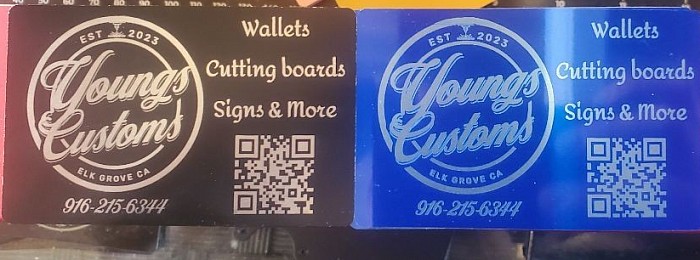 EST 2023
Youngs
Customs
ELK GROVE CA
916-215-6344
Wallets
Cutting boards
Signs & More
EST 2023
Youngs
Customs
ELK GROVE CA
916-215-6344
Wallets
Cutting boards
Signs & More